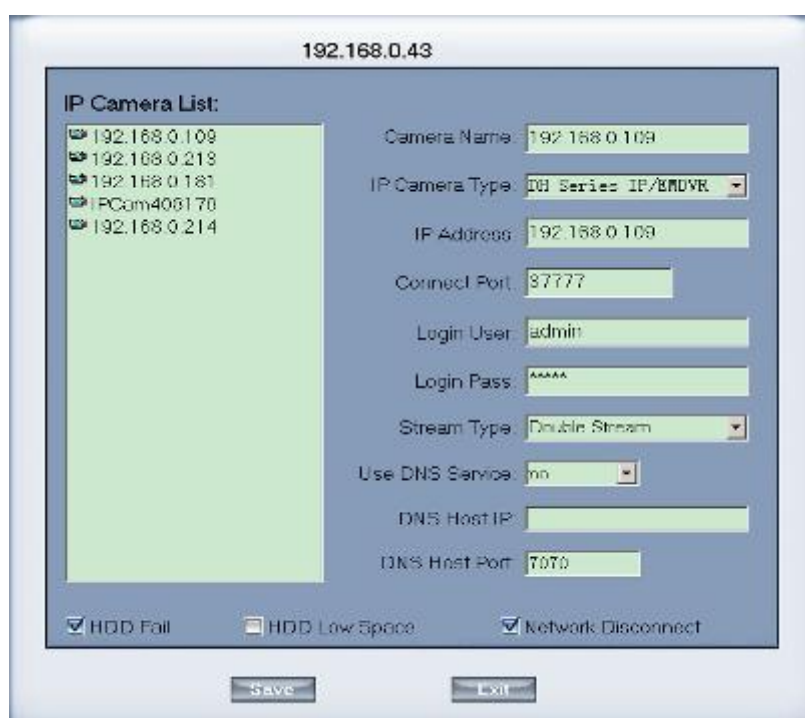 192.168.0.43
IP Camera List:
192.168.0.109
192.168.0.213
192.168.0.181
IPCam408170
192.168.0.214
Camera Name: 192.168.0.109
IP Camera Type: DH Series IP/EMDVR
IP Address: 192.168.0.109
Connect Port: 37777
Login User: admin
Login Pass: *****
Stream Type: Double Stream
Use DNS Service: no
DNS Host IP:
DNS Host Port: 7070
HDD Fail
HDD Low Space
Network Disconnect
Save
Exit